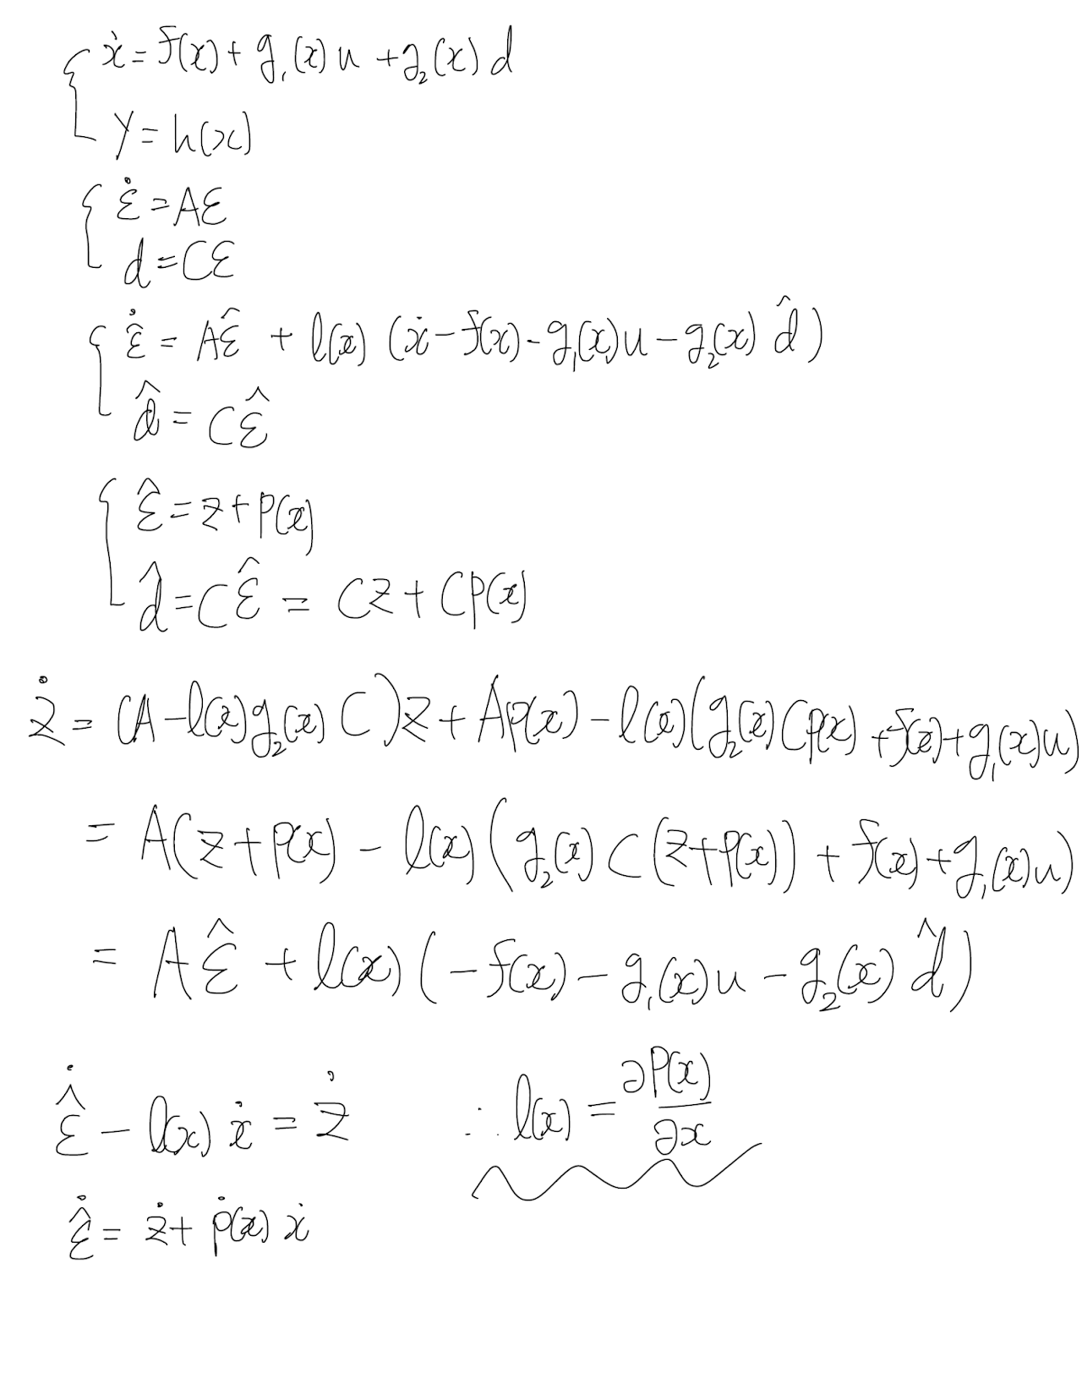 ẋ = f(x) + g₁(x) u + g₂(x) d
y = h(x)
ε̇ = Aε
d = Cε
ε̂̇ = Aε̂ + l(x) (ẋ - f(x) - g₁(x)u - g₂(x) d̂)
d̂ = Cε̂
ε̂ = z + p(x)
d̂ = Cε̂ = Cz + Cp(x)
ż = (A - l(x)g₂(x) C)z + Ap(x) - l(x)(g₂(x)Cp(x) + f(x) + g₁(x)u)
= A(z + p(x) - l(x) (g₂(x) C (z + p(x)) + f(x) + g₁(x)u)
= Aε̂ + l(x) (-f(x) - g₁(x)u - g₂(x) d̂)
ε̂̇ - l(x) ẋ = ż ∴ l(x) = ∂p(x)/∂x
ε̂̇ = ż + ṗ(x) ẋ